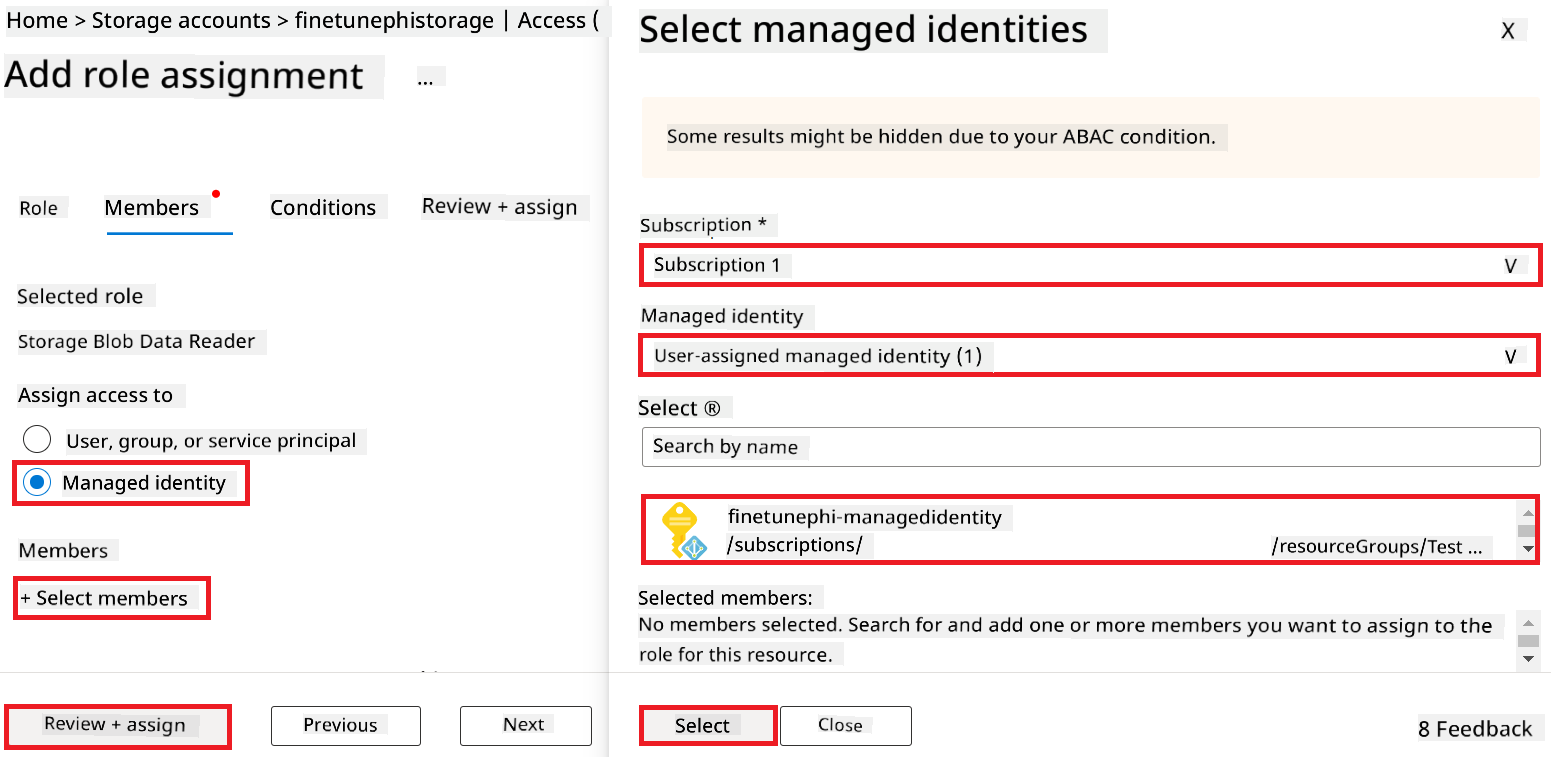 Home > Storage accounts > finetunephistorage | Access (
Add role assignment ...
Role Members Conditions Review + assign
Selected role
Storage Blob Data Reader
Assign access to
User, group, or service principal
Managed identity
Members
+ Select members
Review + assign Previous Next
Select managed identities X
Some results might be hidden due to your ABAC condition.
Subscription *
Subscription 1 V
Managed identity
User-assigned managed identity (1) V
Select ®
Search by name
finetunephi-managedidentity
/subscriptions/ /resourceGroups/Test ...
Selected members:
No members selected. Search for and add one or more members you want to assign to the
role for this resource.
Select Close 8 Feedback